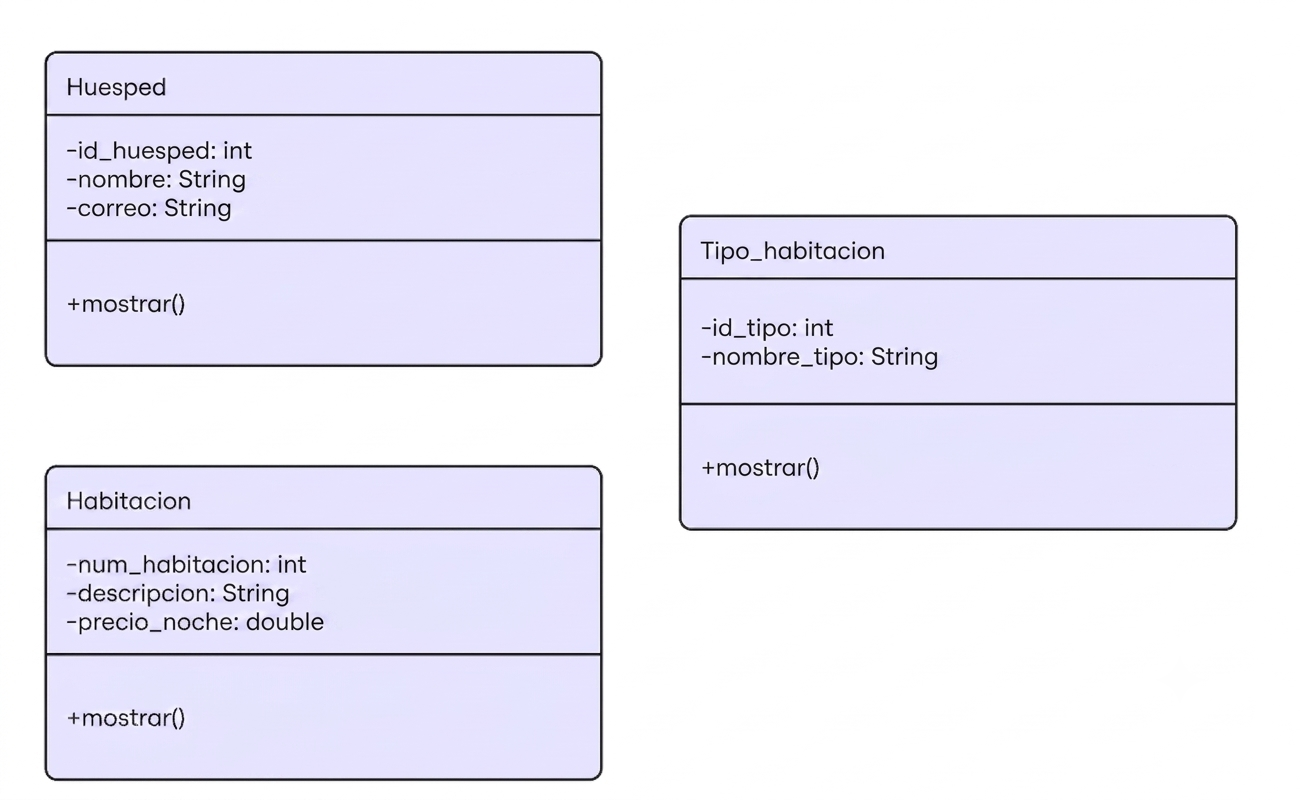 Huesped
-id_huesped: int
-nombre: String
-correo: String
+mostrar()
Tipo_habitacion
-id_tipo: int
-nombre_tipo: String
+mostrar()
Habitacion
-num_habitacion: int
-descripcion: String
-precio_noche: double
+mostrar()